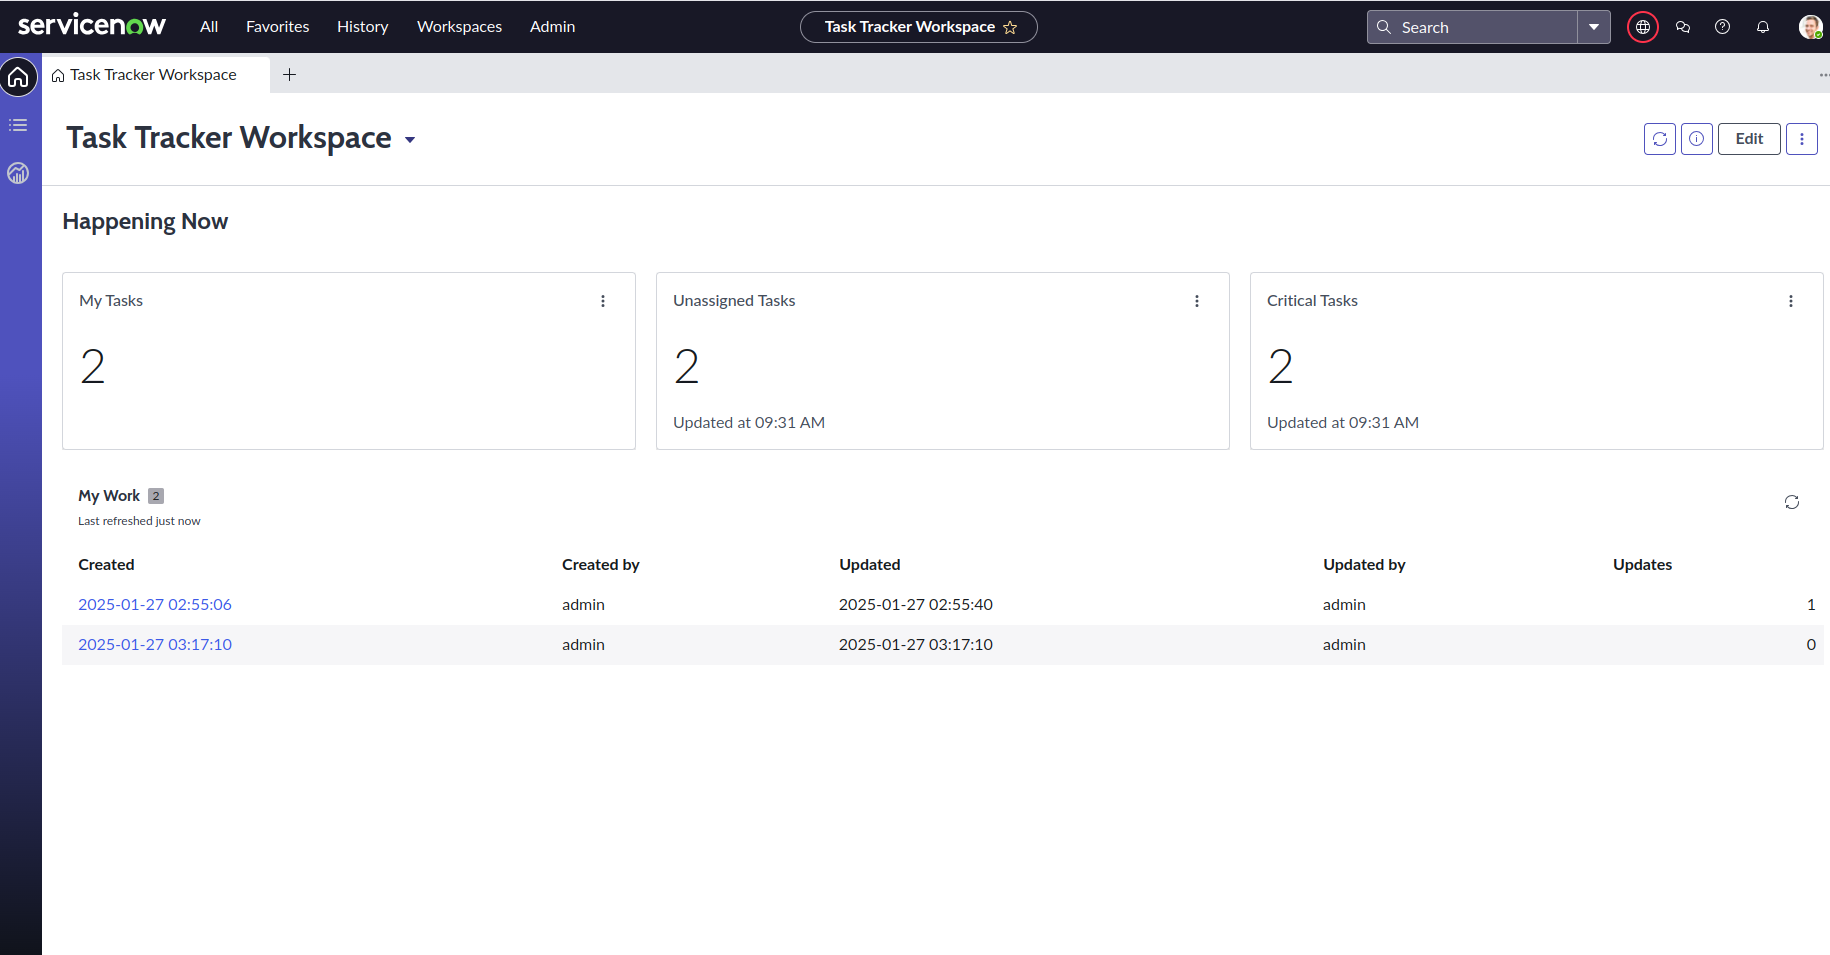 servicenow All Favorites History Workspaces Admin Task Tracker Workspace Search
Task Tracker Workspace
Task Tracker Workspace
Edit
Happening Now
My Tasks Unassigned Tasks Critical Tasks
2 2 2
Updated at 09:31 AM Updated at 09:31 AM
My Work 2
Last refreshed just now
Created Created by Updated Updated by Updates
2025-01-27 02:55:06 admin 2025-01-27 02:55:40 admin 1
2025-01-27 03:17:10 admin 2025-01-27 03:17:10 admin 0